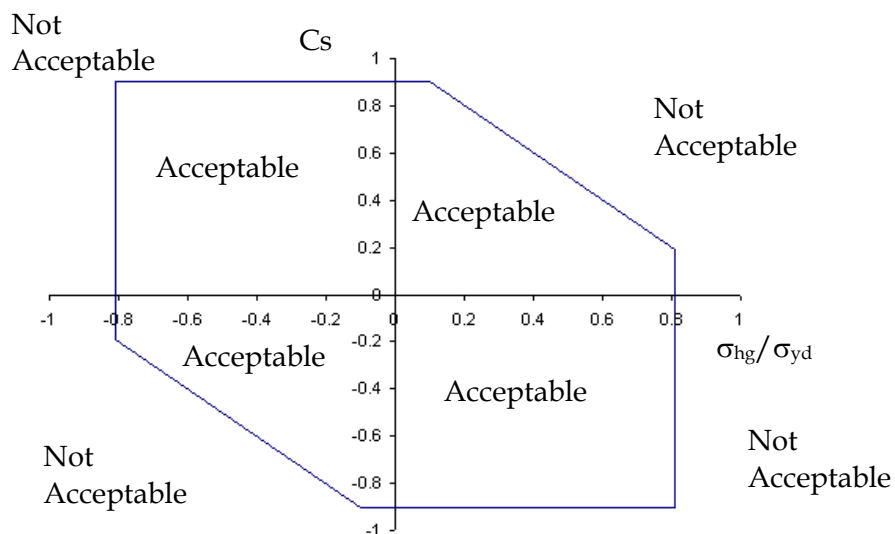 Not
Acceptable
Cs
1
0.8
Not
Acceptable
0.6
Acceptable
0.4
Acceptable
0.2
0
-1 -0.8 -0.6 -0.4 -0.2 0 0.2 0.4 0.6 0.8 1
-0.2
σhg/σyd
Acceptable
-0.4
Acceptable
-0.6
Not
Acceptable
Not
Acceptable
-0.8
-1